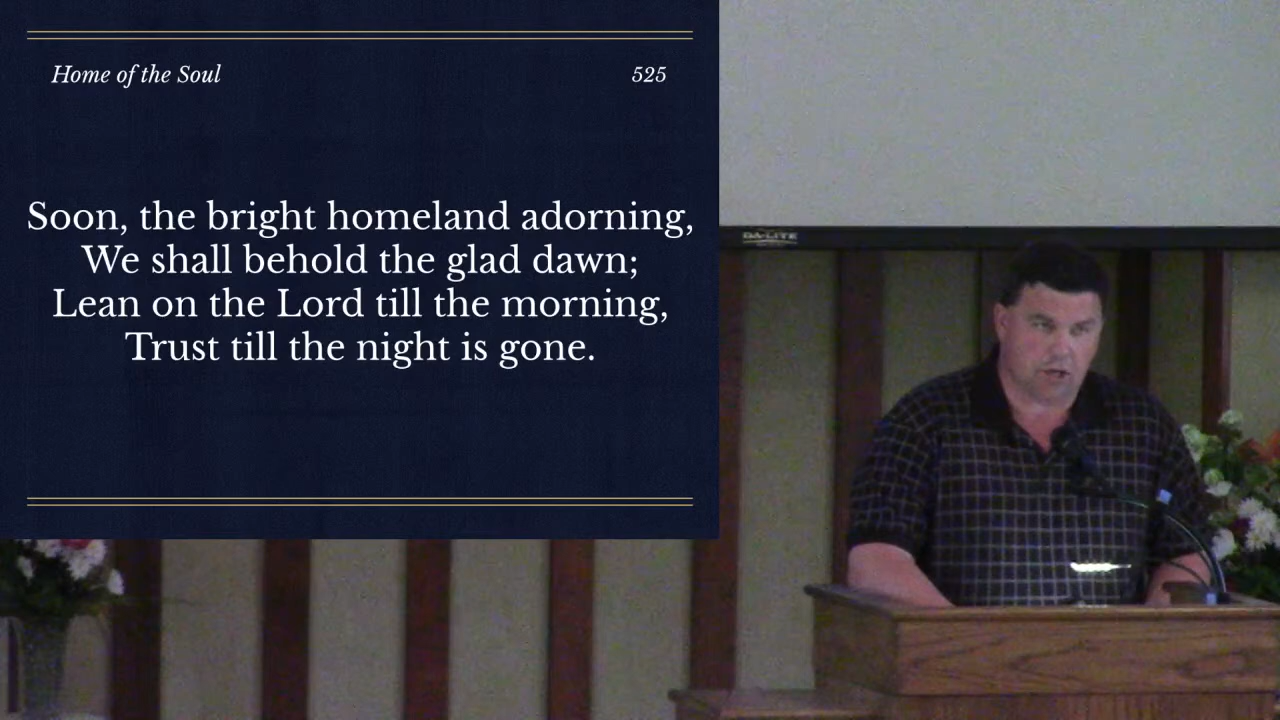 Home of the Soul 525
Soon, the bright homeland adorning,
We shall behold the glad dawn;
Lean on the Lord till the morning,
Trust till the night is gone.
DA-LITE